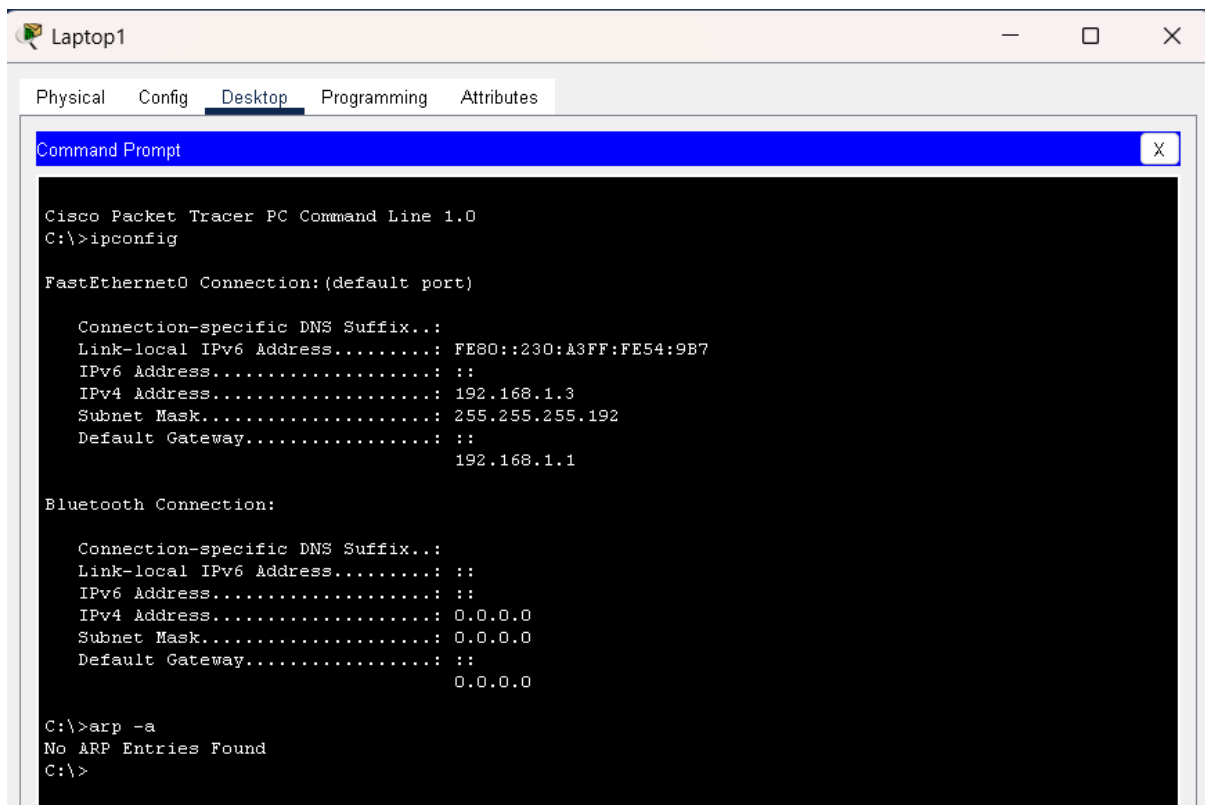 Laptop1
Physical Config Desktop Programming Attributes
Command Prompt X
Cisco Packet Tracer PC Command Line 1.0
C:\>ipconfig
FastEthernet0 Connection:(default port)
Connection-specific DNS Suffix..:
Link-local IPv6 Address.........: FE80::230:A3FF:FE54:9B7
IPv6 Address....................: ::
IPv4 Address....................: 192.168.1.3
Subnet Mask.....................: 255.255.255.192
Default Gateway.................: ::
192.168.1.1
Bluetooth Connection:
Connection-specific DNS Suffix..:
Link-local IPv6 Address.........: ::
IPv6 Address....................: ::
IPv4 Address....................: 0.0.0.0
Subnet Mask.....................: 0.0.0.0
Default Gateway.................: ::
0.0.0.0
C:\>arp -a
No ARP Entries Found
C:\>